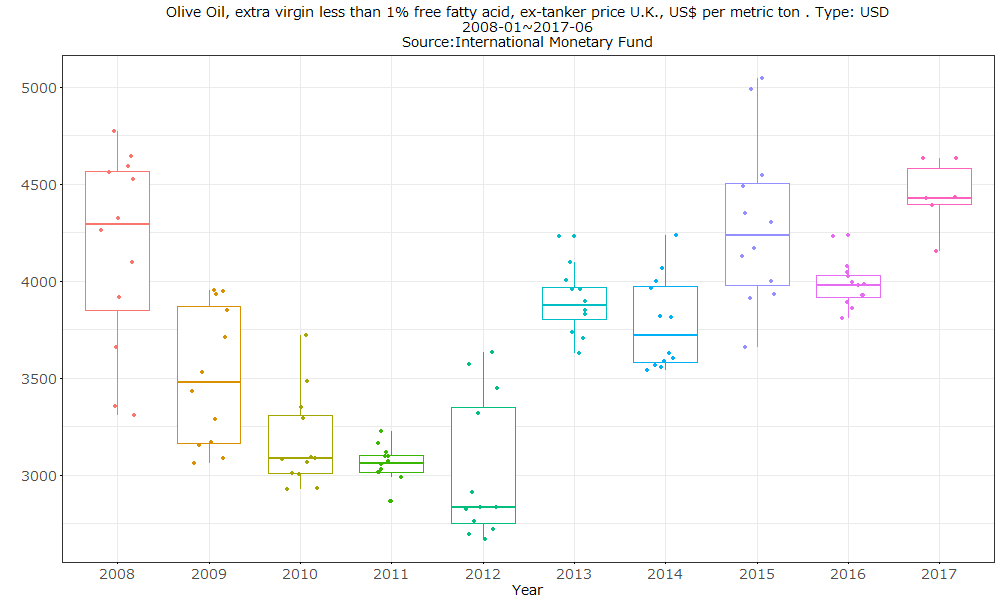 Olive Oil, extra virgin less than 1% free fatty acid, ex-tanker price U.K., US$ per metric ton . Type: USD
2008-01~2017-06
Source:International Monetary Fund
5000
4500
4000
3500
3000
2008 2009 2010 2011 2012 2013 2014 2015 2016 2017
Year